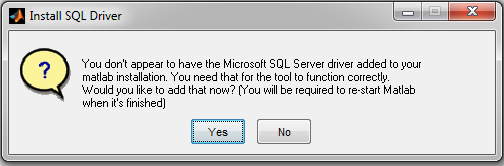 Install SQL Driver
You don't appear to have the Microsoft SQL Server driver added to your
matlab installation. You need that for the tool to function correctly.
Would you like to add that now? (You will be required to re-start Matlab
when it's finished)
Yes
No